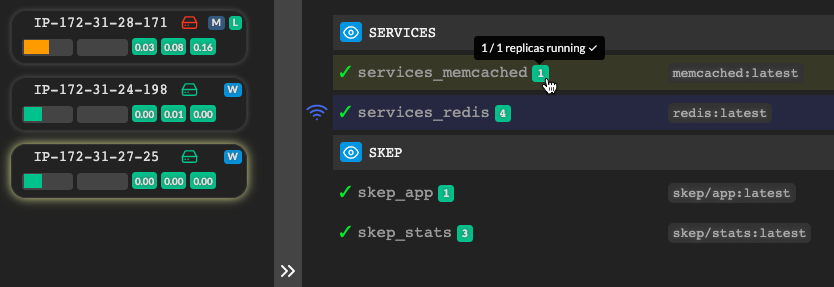 IP-172-31-28-171 M L
0.03 0.08 0.16
IP-172-31-24-198 W
0.00 0.01 0.00
IP-172-31-27-25 W
0.00 0.00 0.00
SERVICES
1 / 1 replicas running ✓
✓ services_memcached 1 memcached:latest
✓ services_redis 4 redis:latest
SKEP
✓ skep_app 1 skep/app:latest
✓ skep_stats 3 skep/stats:latest
»